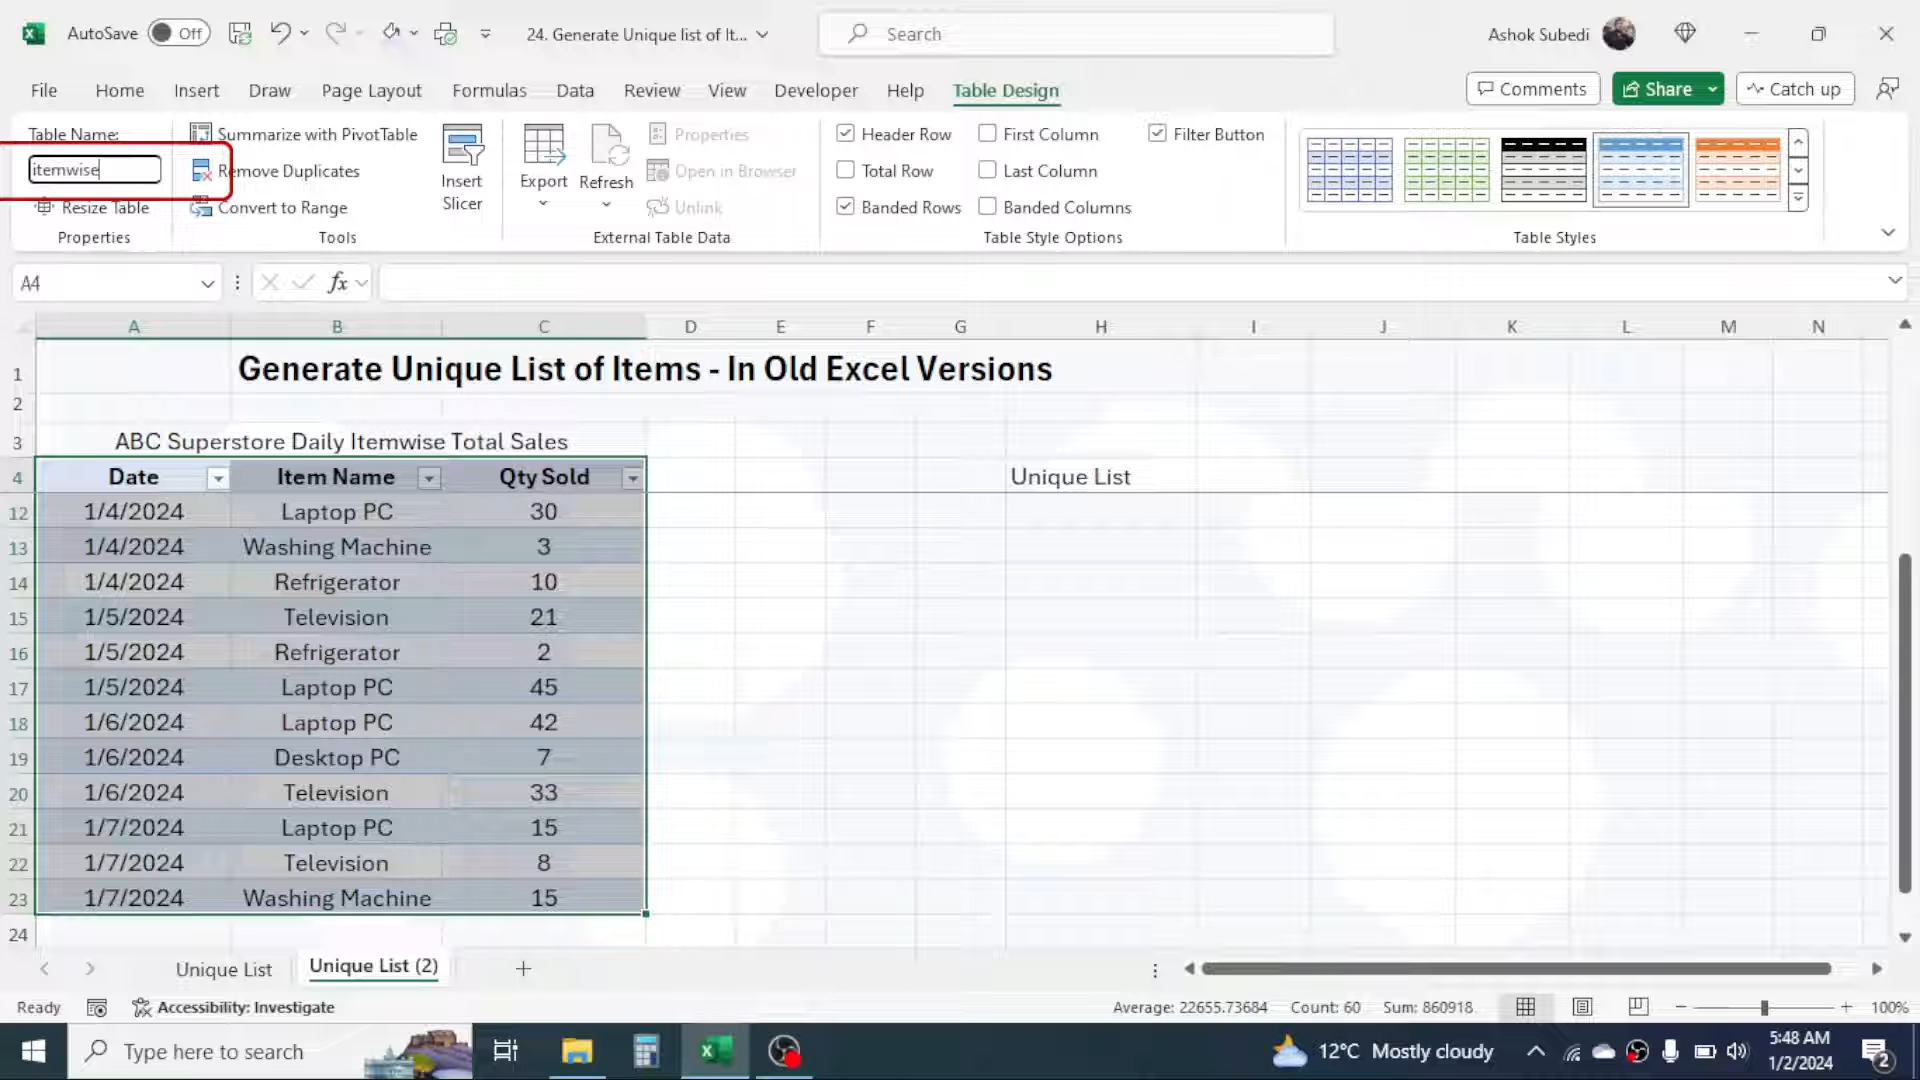 AutoSave Off 24. Generate Unique list of It... Search Ashok Subedi
File Home Insert Draw Page Layout Formulas Data Review View Developer Help Table Design Comments Share Catch up
Table Name:
itemwise
Resize Table
Properties
Summarize with PivotTable
Remove Duplicates
Convert to Range
Tools
Insert
Slicer
Export Refresh
Properties
Open in Browser
Unlink
External Table Data
Header Row First Column Filter Button
Total Row Last Column
Banded Rows Banded Columns
Table Style Options
Table Styles
A4 fx
A B C D E F G H I J K L M N
1 Generate Unique List of Items - In Old Excel Versions
2
3 ABC Superstore Daily Itemwise Total Sales
4 Date Item Name Qty Sold Unique List
12 1/4/2024 Laptop PC 30
13 1/4/2024 Washing Machine 3
14 1/4/2024 Refrigerator 10
15 1/5/2024 Television 21
16 1/5/2024 Refrigerator 2
17 1/5/2024 Laptop PC 45
18 1/6/2024 Laptop PC 42
19 1/6/2024 Desktop PC 7
20 1/6/2024 Television 33
21 1/7/2024 Laptop PC 15
22 1/7/2024 Television 8
23 1/7/2024 Washing Machine 15
24
Unique List Unique List (2)
Ready Accessibility: Investigate Average: 22655.73684 Count: 60 Sum: 860918 100%
Type here to search 12°C Mostly cloudy 5:48 AM
1/2/2024 2